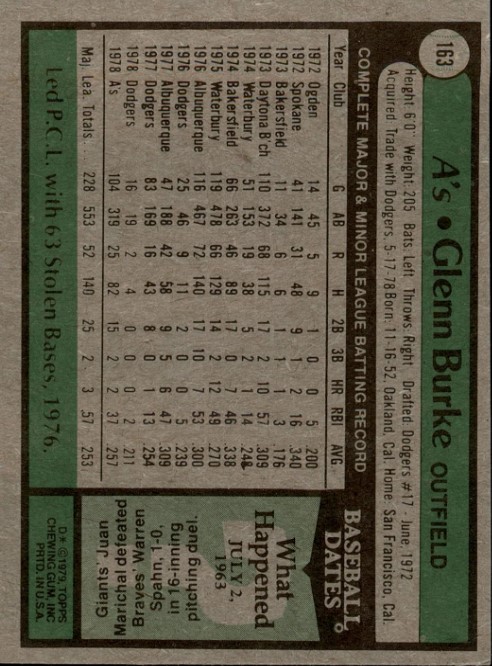 163
A's • Glenn Burke OUTFIELD
Height: 6'0" Weight: 205 Bats: Left Throws: Right Drafted: Dodgers #17 - June, 1972
Acquired: Trade with Dodgers, 5-17-78 Born: 11-16-52, Oakland, Cal. Home: San Francisco, Cal.
COMPLETE MAJOR & MINOR LEAGUE BATTING RECORD
Year Club G AB R H 2B 3B HR RBI AVG.
1972 Ogden 14 45 5 9 1 0 0 5 .200
1972 Spokane 41 141 31 48 9 1 2 16 .340
1973 Bakersfield 11 34 6 6 1 1 1 3 .176
1973 Daytona B'ch 110 372 68 115 17 2 10 57 .309
1974 Waterbury 51 153 19 38 5 2 1 14 .248
1974 Bakersfield 66 263 46 89 17 0 7 46 .338
1975 Waterbury 119 478 66 129 14 2 12 49 .270
1976 Albuquerque 116 467 72 140 17 10 7 53 .300
1976 Dodgers 25 46 9 11 2 0 0 5 .239
1977 Albuquerque 47 188 42 58 9 5 6 47 .309
1977 Dodgers 83 169 16 43 8 0 1 13 .254
1978 Dodgers 16 19 2 4 0 0 0 2 .211
1978 A's 104 319 25 82 15 2 2 37 .257
Maj. Lea. Totals. 228 553 52 140 25 2 3 57 .253
Led P.C.L. with 63 Stolen Bases, 1976.
BASEBALL
DATES
What
Happened
JULY 2,
1963
Giants' Juan
Marichal defeated
Braves' Warren
Spahn, 1-0,
in 16-inning
pitching duel.
D* © 1979, TOPPS
CHEWING GUM, INC
PRTD. IN U.S.A.